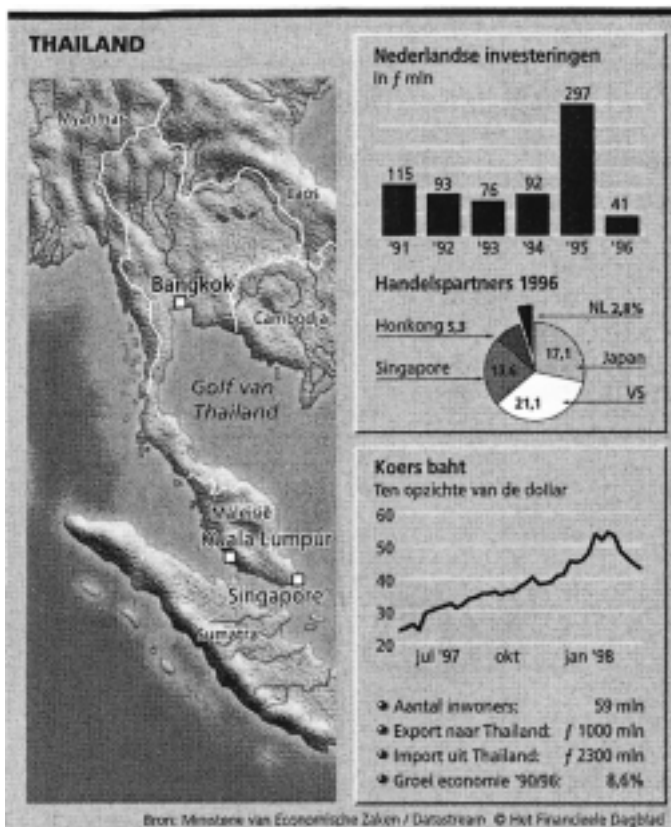 THAILAND
Myanmar
Laos
Bangkok
Cambodja
Golf van
Thailand
Maleisië
Kuala Lumpur
Singapore
Sumatra
Nederlandse investeringen
in ƒ mln
297
115
93
76
92
41
'91 '92 '93 '94 '95 '96
Handelspartners 1996
NL 2,8%
Honkong 5,3
17,1 Japan
Singapore 13,6
21,1 VS
Koers baht
Ten opzichte van de dollar
60
50
40
30
20
jul '97 okt jan '98
Aantal inwoners: 59 mln
Export naar Thailand: ƒ 1000 mln
Import uit Thailand: ƒ 2300 mln
Groei economie '90/96: 8,6%
Bron: Ministerie van Economische Zaken / Datastream © Het Financieele Dagblad